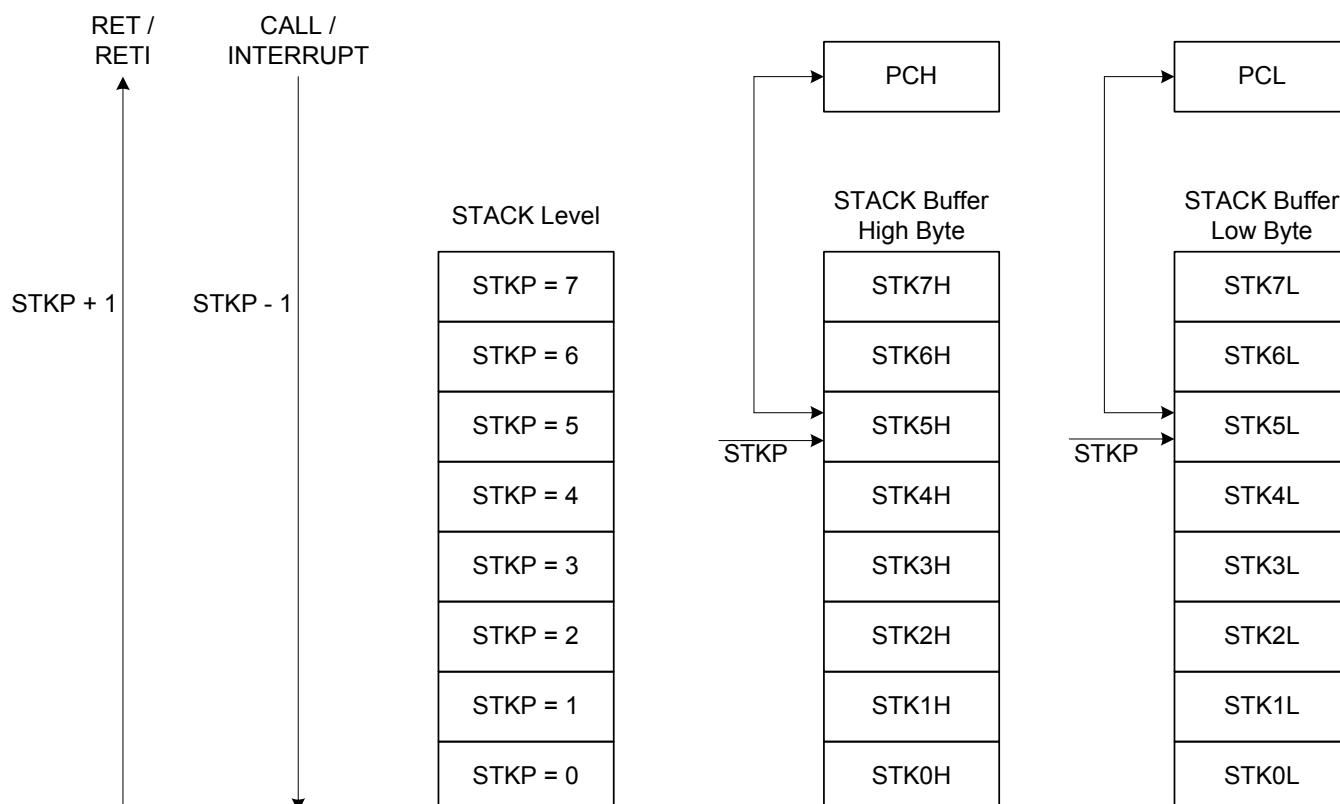 RET /
RETI
CALL /
INTERRUPT
PCH
PCL
STACK Level
STACK Buffer
High Byte
STACK Buffer
Low Byte
STKP + 1
STKP - 1
STKP = 7
STK7H
STK7L
STKP = 6
STK6H
STK6L
STKP = 5
STK5H
STK5L
STKP
STKP
STKP = 4
STK4H
STK4L
STKP = 3
STK3H
STK3L
STKP = 2
STK2H
STK2L
STKP = 1
STK1H
STK1L
STKP = 0
STK0H
STK0L